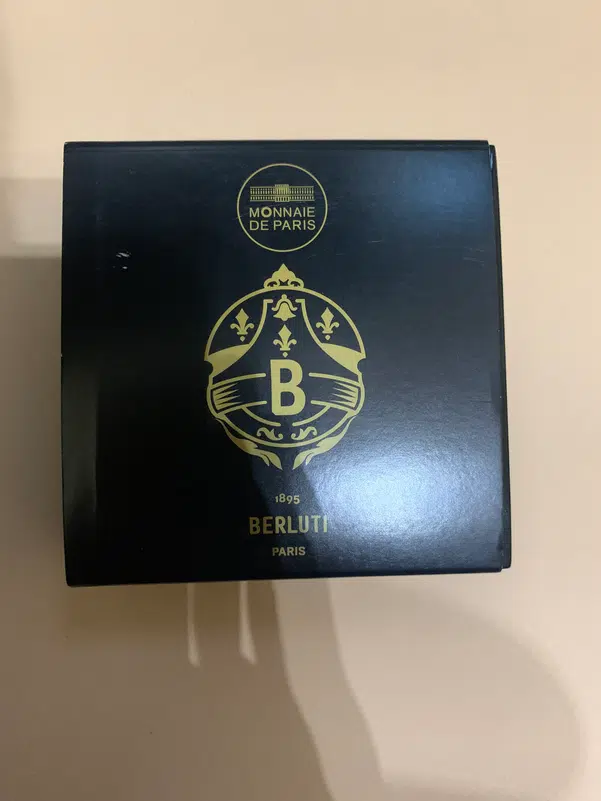 MONNAIE
DE PARIS
B
1895
BERLUTI
PARIS